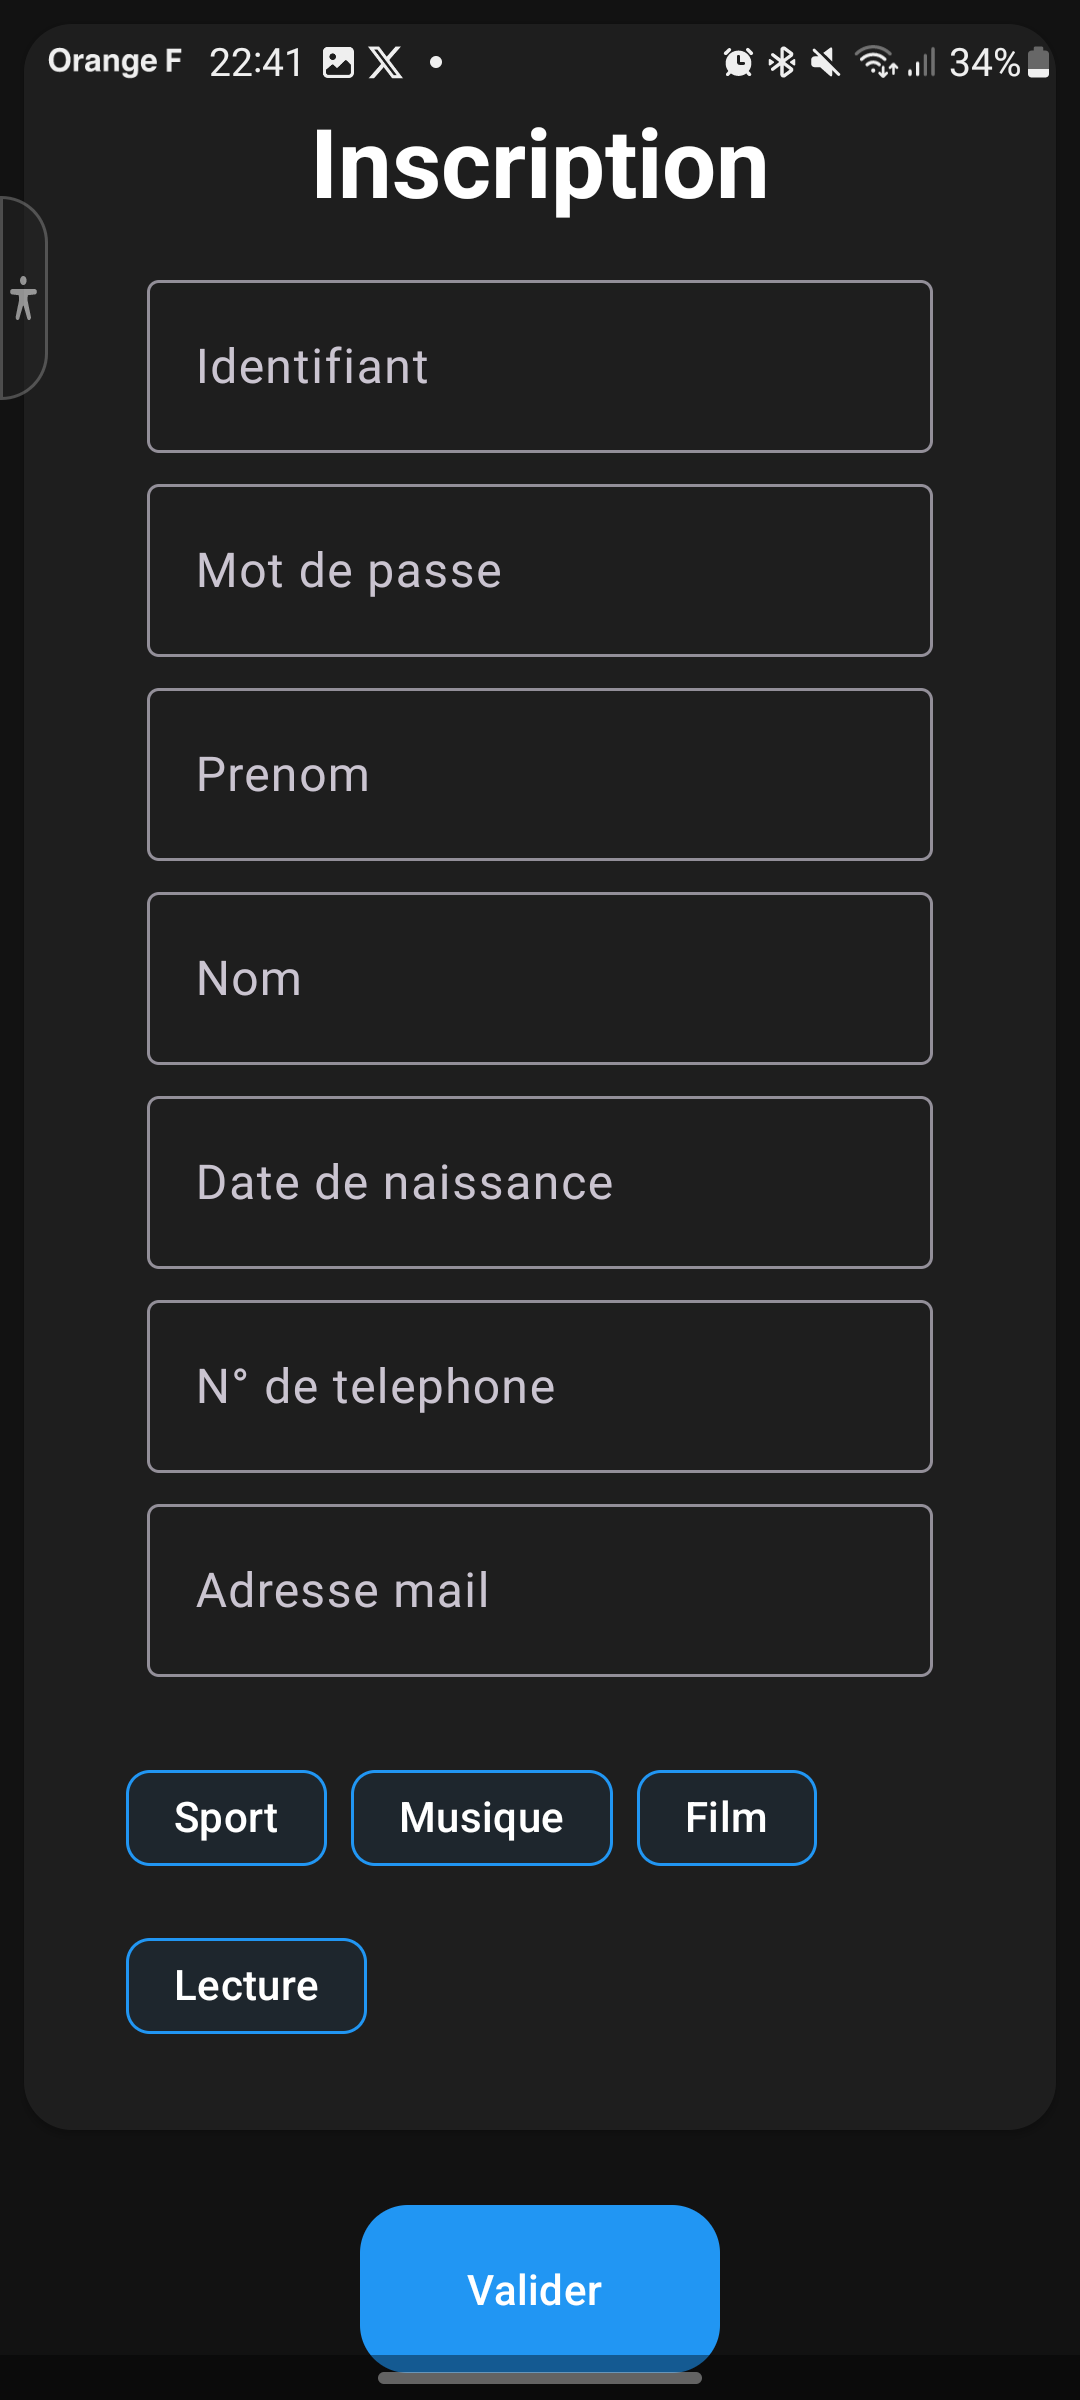 Orange F 22:41 34%
Inscription
Identifiant
Mot de passe
Prenom
Nom
Date de naissance
N° de telephone
Adresse mail
Sport Musique Film
Lecture
Valider